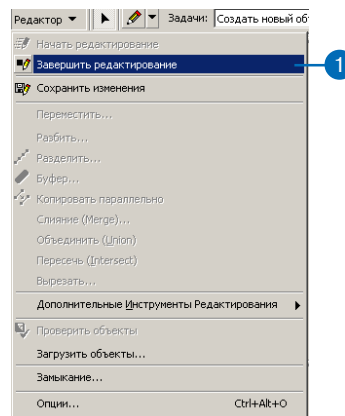 Редактор Задачи: Создать новый об
Начать редактирование
Завершить редактирование 1
Сохранить изменения
Переместить...
Разбить...
Разделить...
Буфер...
Копировать параллельно
Слияние (Merge)...
Объединить (Union)
Пересечь (Intersect)
Вырезать...
Дополнительные Инструменты Редактирования
Проверить объекты
Загрузить объекты...
Замыкание...
Опции... Ctrl+Alt+O